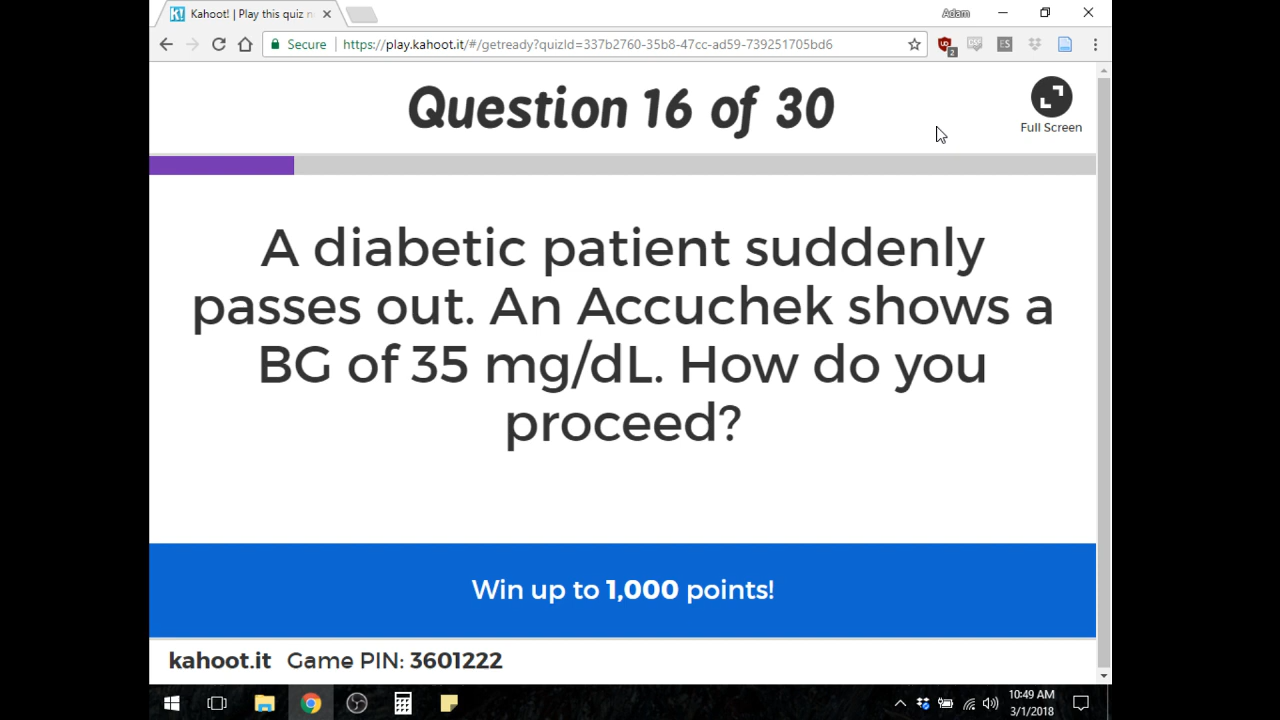 Kahoot! | Play this quiz n
Adam
Secure https://play.kahoot.it/#/getready?quizId=337b2760-35b8-47cc-ad59-739251705bd6
2
ES
Question 16 of 30
Full Screen
A diabetic patient suddenly
passes out. An Accuchek shows a
BG of 35 mg/dL. How do you
proceed?
Win up to 1,000 points!
kahoot.it Game PIN: 3601222
10:49 AM
3/1/2018